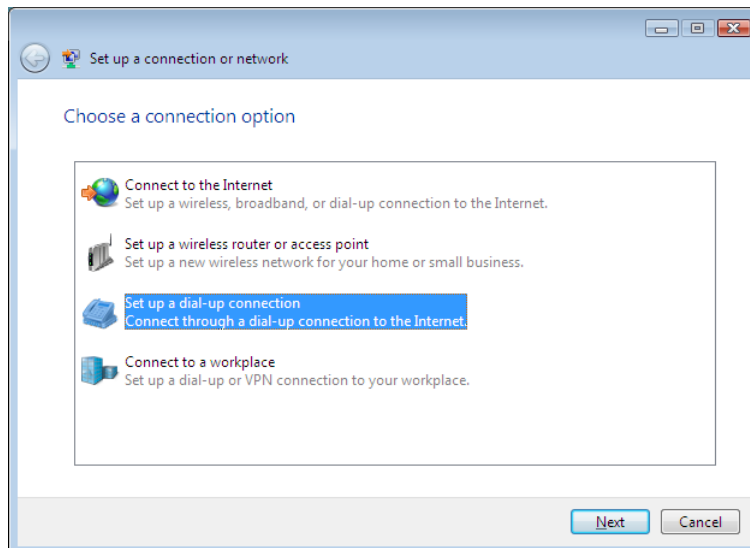 Set up a connection or network
Choose a connection option
Connect to the Internet
Set up a wireless, broadband, or dial-up connection to the Internet.
Set up a wireless router or access point
Set up a new wireless network for your home or small business.
Set up a dial-up connection
Connect through a dial-up connection to the Internet.
Connect to a workplace
Set up a dial-up or VPN connection to your workplace.
Next
Cancel